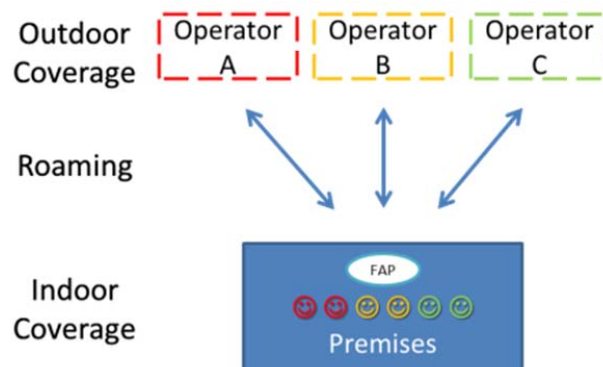 Outdoor
Coverage
Operator
A
Operator
B
Operator
C
Roaming
Indoor
Coverage
FAP
Premises